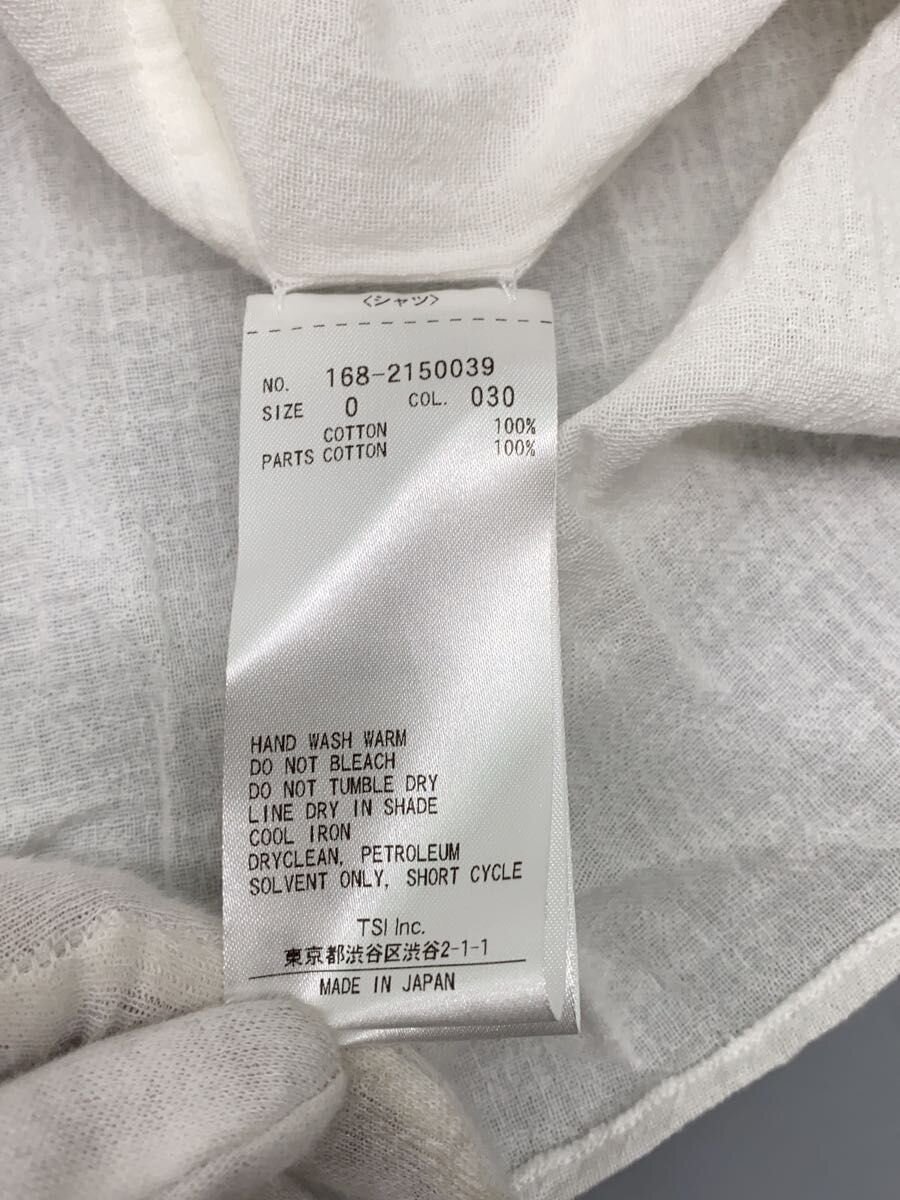 〈シャツ〉
NO. 168-2150039
SIZE 0 COL. 030
COTTON 100%
PARTS COTTON 100%
HAND WASH WARM
DO NOT BLEACH
DO NOT TUMBLE DRY
LINE DRY IN SHADE
COOL IRON
DRYCLEAN, PETROLEUM
SOLVENT ONLY, SHORT CYCLE
TSI Inc.
東京都渋谷区渋谷2-1-1
MADE IN JAPAN